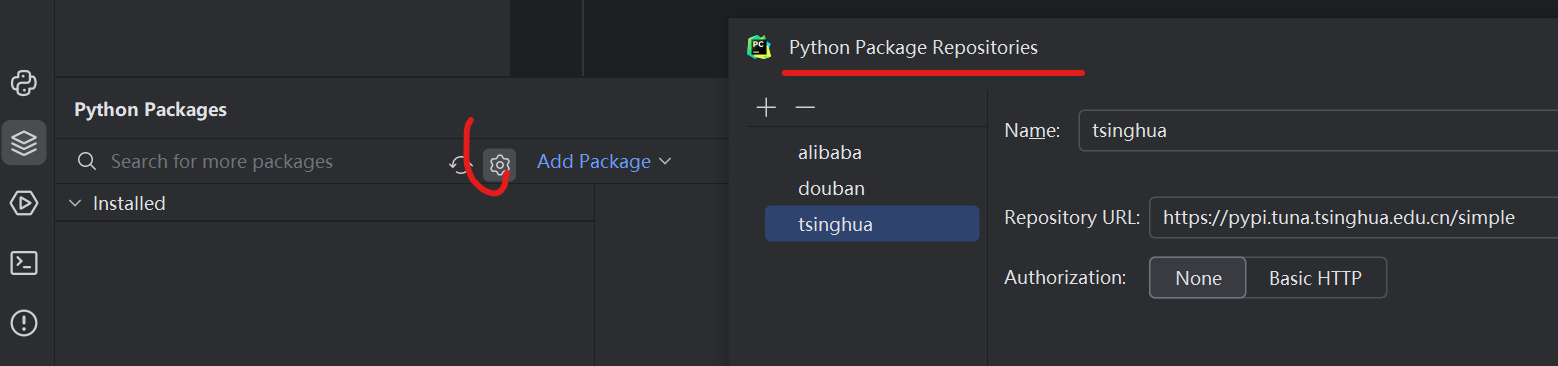 PC
Python Package Repositories
Python Packages
Search for more packages
Add Package
Installed
alibaba
douban
tsinghua
Name:
tsinghua
Repository URL:
https://pypi.tuna.tsinghua.edu.cn/simple
Authorization:
None
Basic HTTP